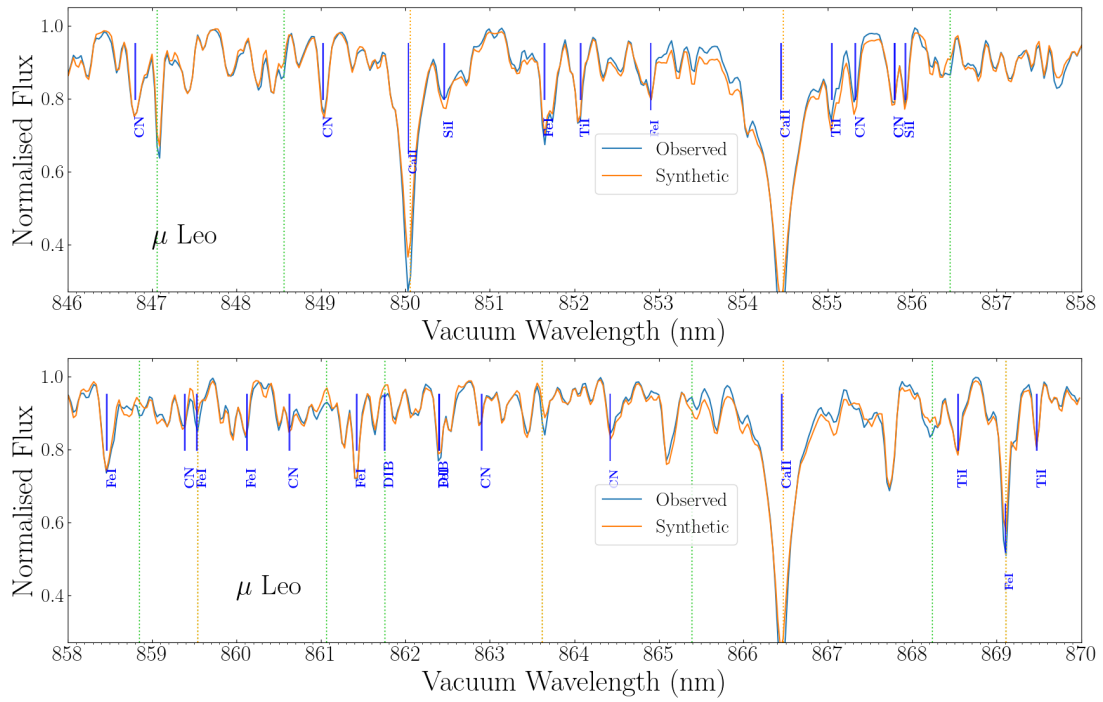 Normalised Flux
1.0
0.8
0.6
0.4
CN
CN
CaII
SiI
FeI
TiI
FeI
CaII
TiI
CN
CN
SiI
Observed
Synthetic
μ Leo
846 847 848 849 850 851 852 853 854 855 856 857 858
Vacuum Wavelength (nm)
Normalised Flux
1.0
0.8
0.6
0.4
FeI
CN
FeI
FeI
CN
FeI
DIB
DIB
CN
CN
CaII
TiI
FeI
TiI
Observed
Synthetic
μ Leo
858 859 860 861 862 863 864 865 866 867 868 869 870
Vacuum Wavelength (nm)